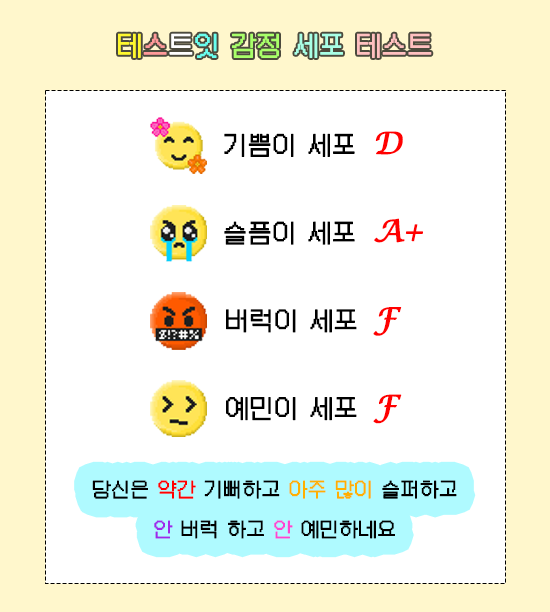 테스트잇 감정 세포 테스트
기쁨이 세포 D
슬픔이 세포 A+
버럭이 세포 F
$!?#%
예민이 세포 F
당신은 약간 기뻐하고 아주 많이 슬퍼하고
안 버럭 하고 안 예민하네요